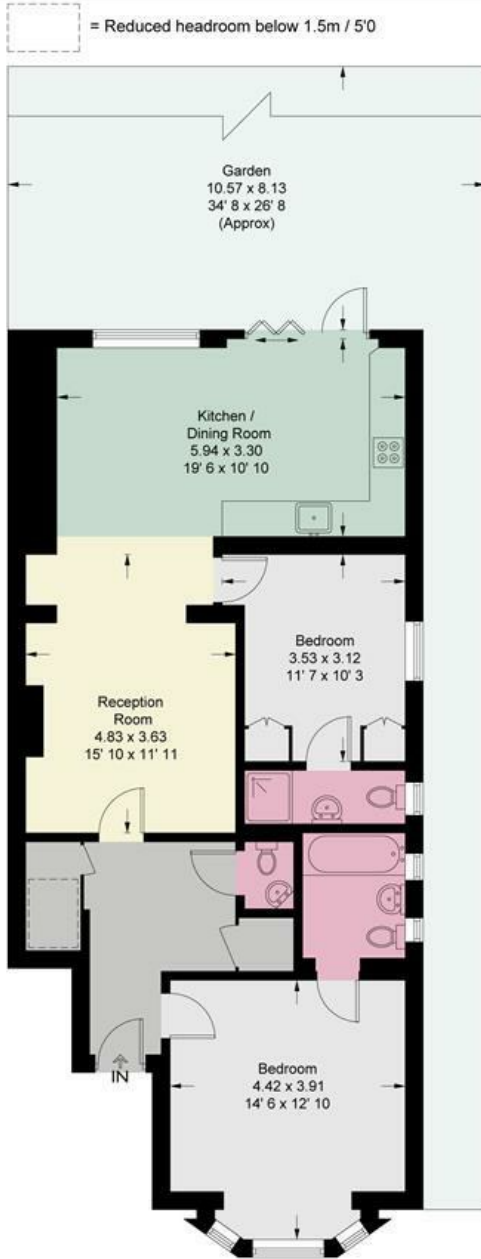 = Reduced headroom below 1.5m / 5'0
Garden
10.57 x 8.13
34' 8 x 26' 8
(Approx)
Kitchen /
Dining Room
5.94 x 3.30
19' 6 x 10' 10
Bedroom
3.53 x 3.12
11' 7 x 10' 3
Reception
Room
4.83 x 3.63
15' 10 x 11' 11
IN
Bedroom
4.42 x 3.91
14' 6 x 12' 10